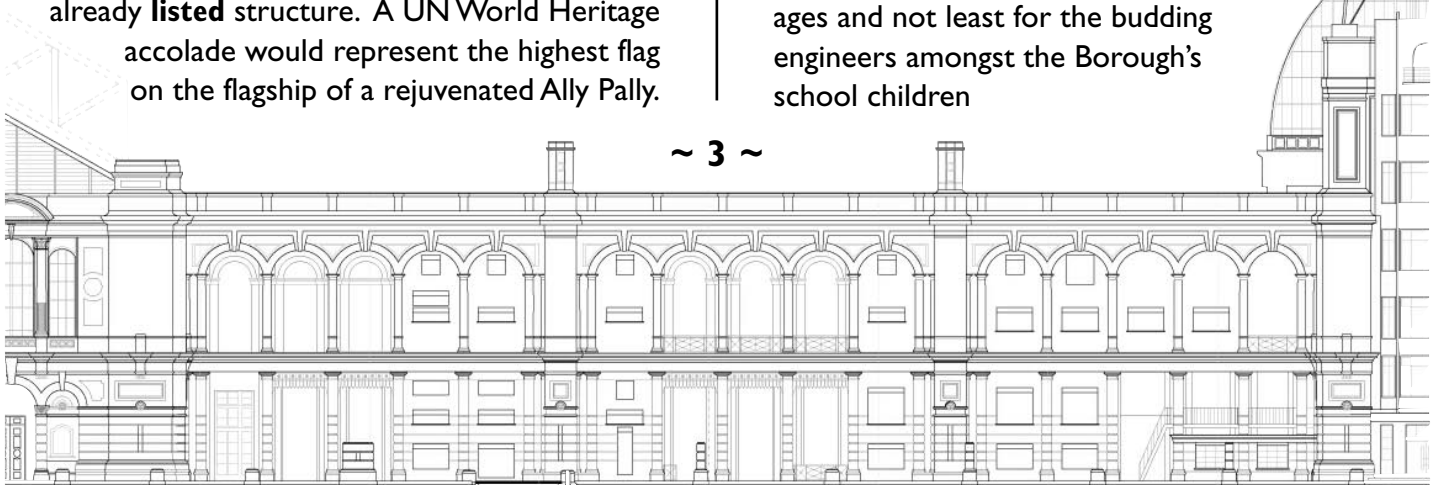 already listed structure. A UN World Heritage
accolade would represent the highest flag
on the flagship of a rejuvenated Ally Pally.
ages and not least for the budding
engineers amongst the Borough’s
school children
~ 3 ~